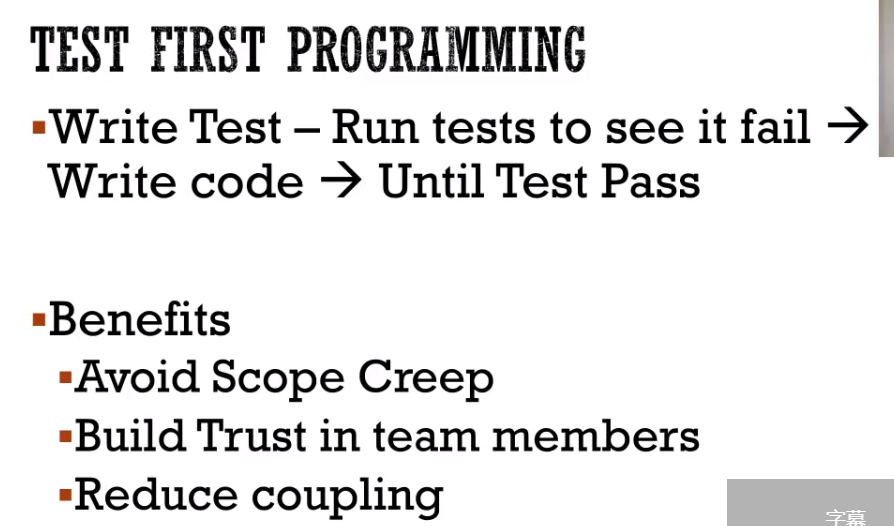 TEST FIRST PROGRAMMING
▪Write Test – Run tests to see it fail →
Write code → Until Test Pass
▪Benefits
▪Avoid Scope Creep
▪Build Trust in team members
▪Reduce coupling
字幕